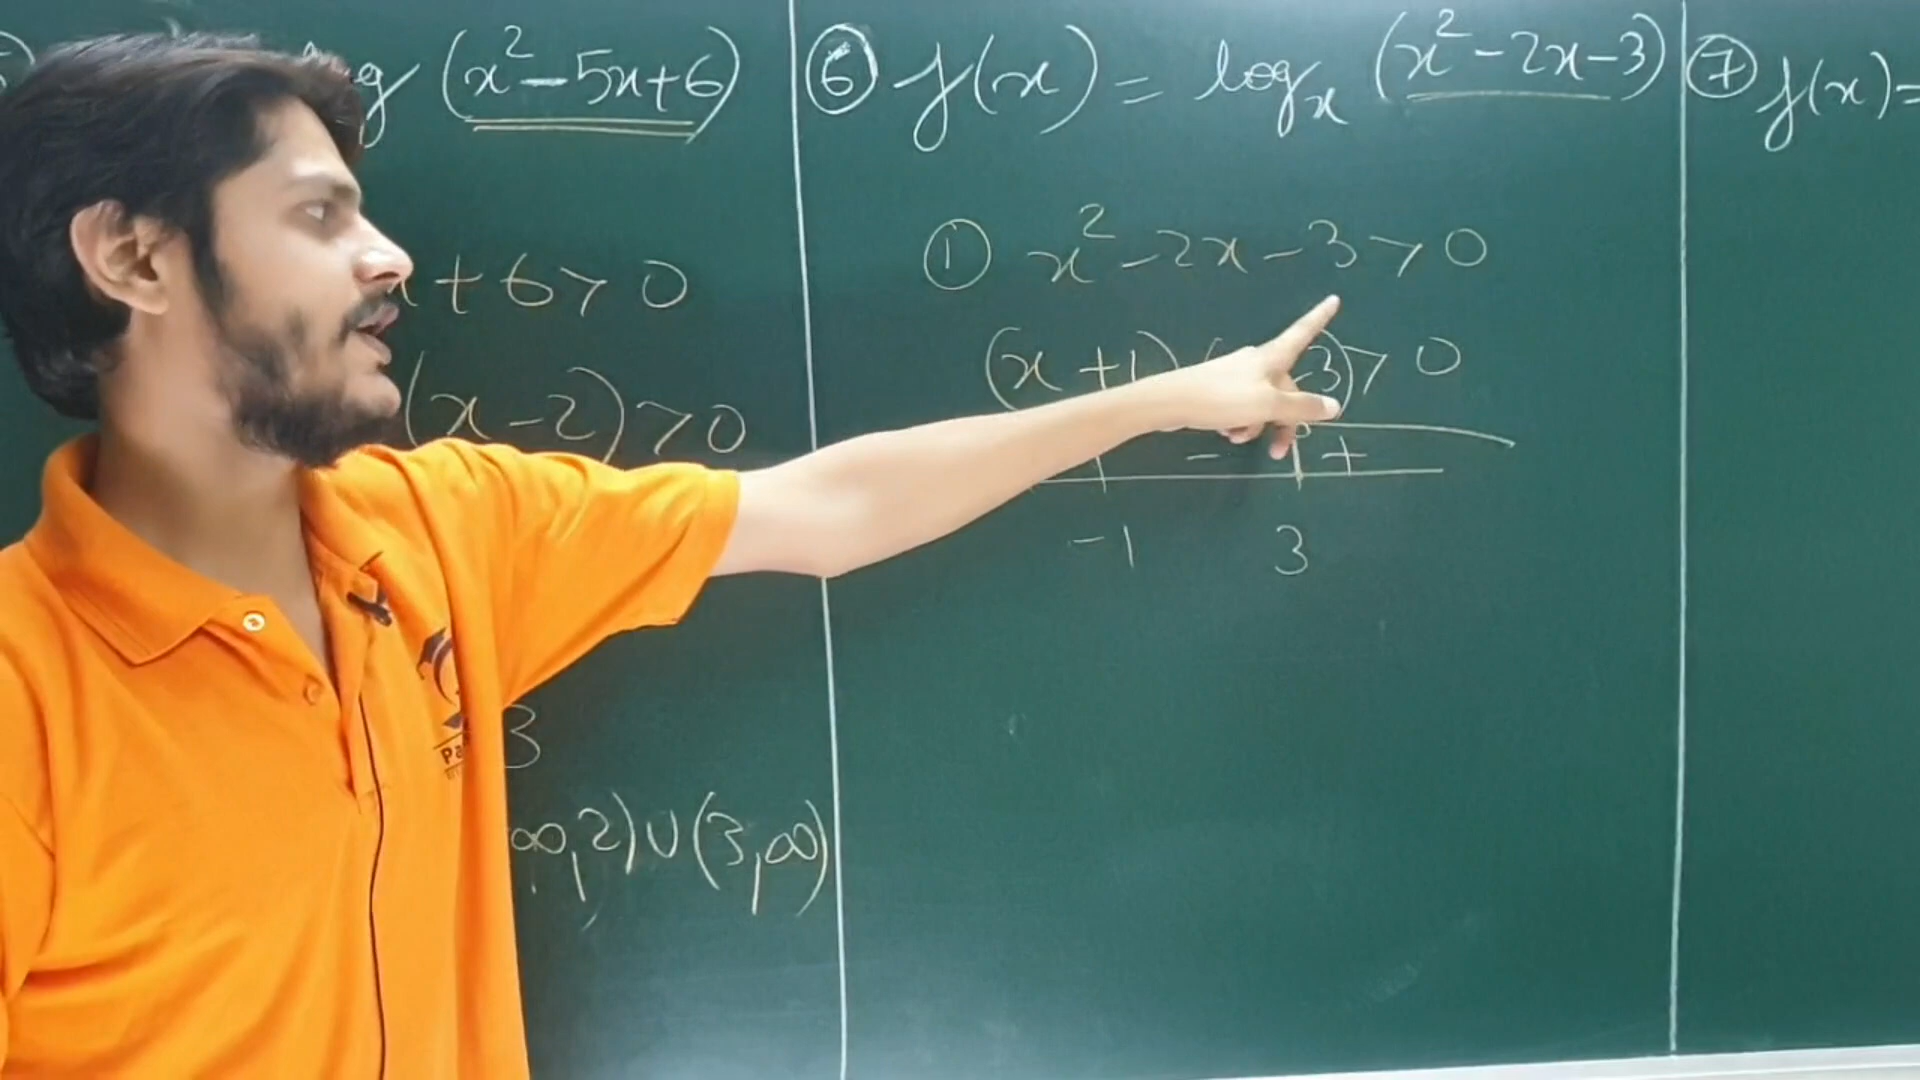 (x²-5x+6)
x + 6 > 0
(x-2) > 0
3
∞, 2) ∪ (3, ∞)
⑥ f(x) = logₓ (x²-2x-3)
① x²-2x-3 > 0
(x+1) -3) > 0
- +
-1 3
⑦ f(x) =